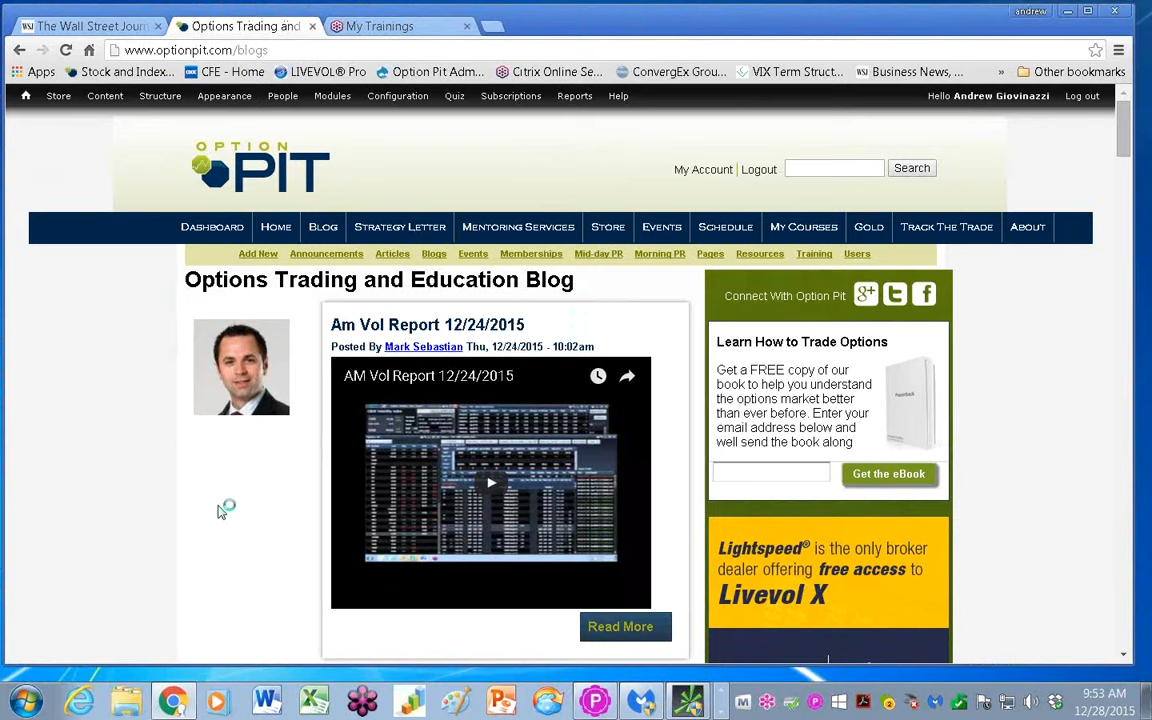 andrew
WSJ The Wall Street Journ
Options Trading and
My Trainings
www.optionpit.com/blogs
Apps Stock and Index... CFE - Home LIVEVOL® Pro Option Pit Adm... Citrix Online Se... ConvergEx Grou... VIX Term Struct... WSJ Business News, ... » Other bookmarks
Store Content Structure Appearance People Modules Configuration Quiz Subscriptions Reports Help Hello Andrew Giovinazzi Log out
OPTION
PIT
My Account | Logout Search
DASHBOARD HOME BLOG STRATEGY LETTER MENTORING SERVICES STORE EVENTS SCHEDULE MY COURSES GOLD TRACK THE TRADE ABOUT
Add New Announcements Articles Blogs Events Memberships Mid-day PR Morning PR Pages Resources Training Users
Options Trading and Education Blog
Am Vol Report 12/24/2015
Posted By Mark Sebastian Thu, 12/24/2015 - 10:02am
AM Vol Report 12/24/2015
Read More
Connect With Option Pit
Learn How to Trade Options
Get a FREE copy of our
book to help you understand
the options market better
than ever before. Enter your
email address below and
well send the book along
Get the eBook
Lightspeed® is the only broker
dealer offering free access to
Livevol X
9:53 AM
12/28/2015